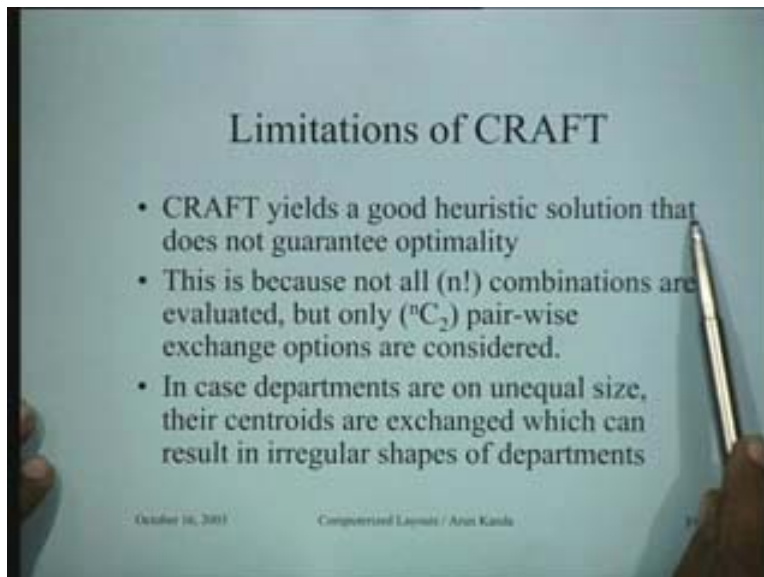 Limitations of CRAFT
• CRAFT yields a good heuristic solution that
does not guarantee optimality
• This is because not all (n!) combinations are
evaluated, but only (ⁿC₂) pair-wise
exchange options are considered.
• In case departments are on unequal size,
their centroids are exchanged which can
result in irregular shapes of departments
October 16, 2003 Computerized Layouts / Arun Kanda